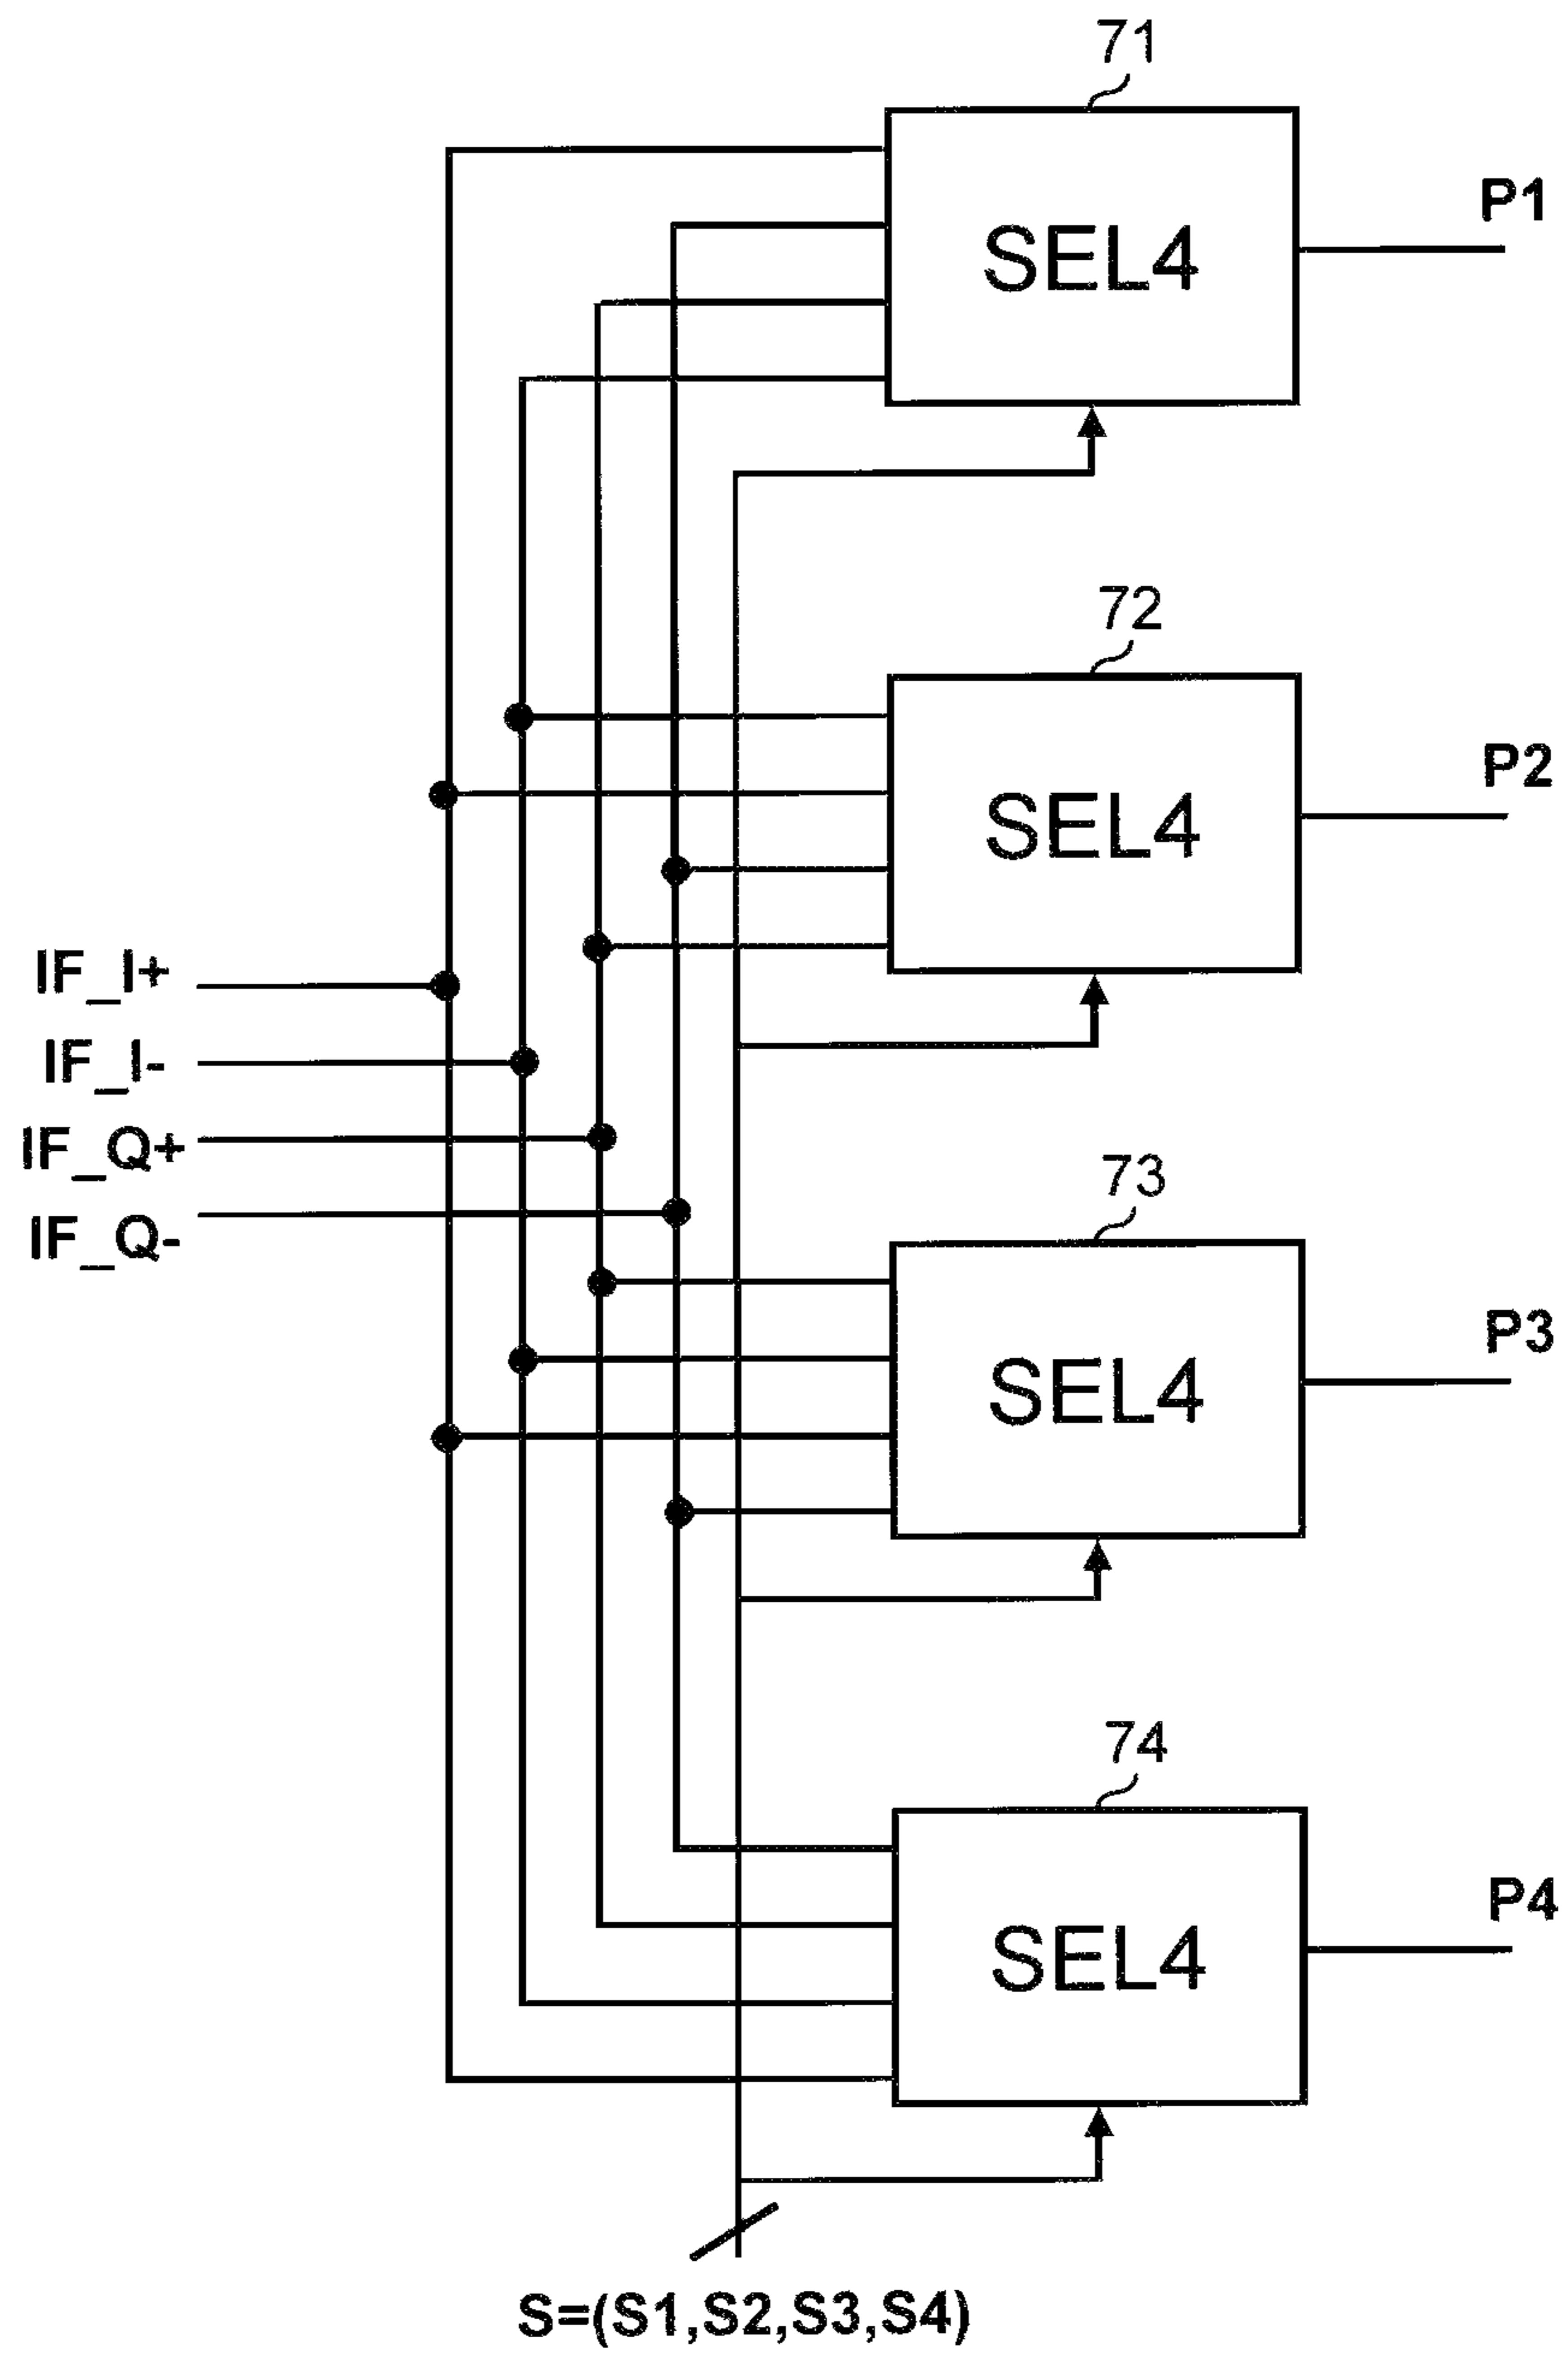 71
SEL4
P1
72
SEL4
P2
IF_I+
IF_I-
IF_Q+
IF_Q-
73
SEL4
P3
74
SEL4
P4
S=(S1,S2,S3,S4)